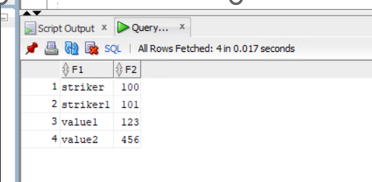 Script Output x Query... x
SQL | All Rows Fetched: 4 in 0.017 seconds
F1 F2
1 striker 100
2 striker1 101
3 value1 123
4 value2 456